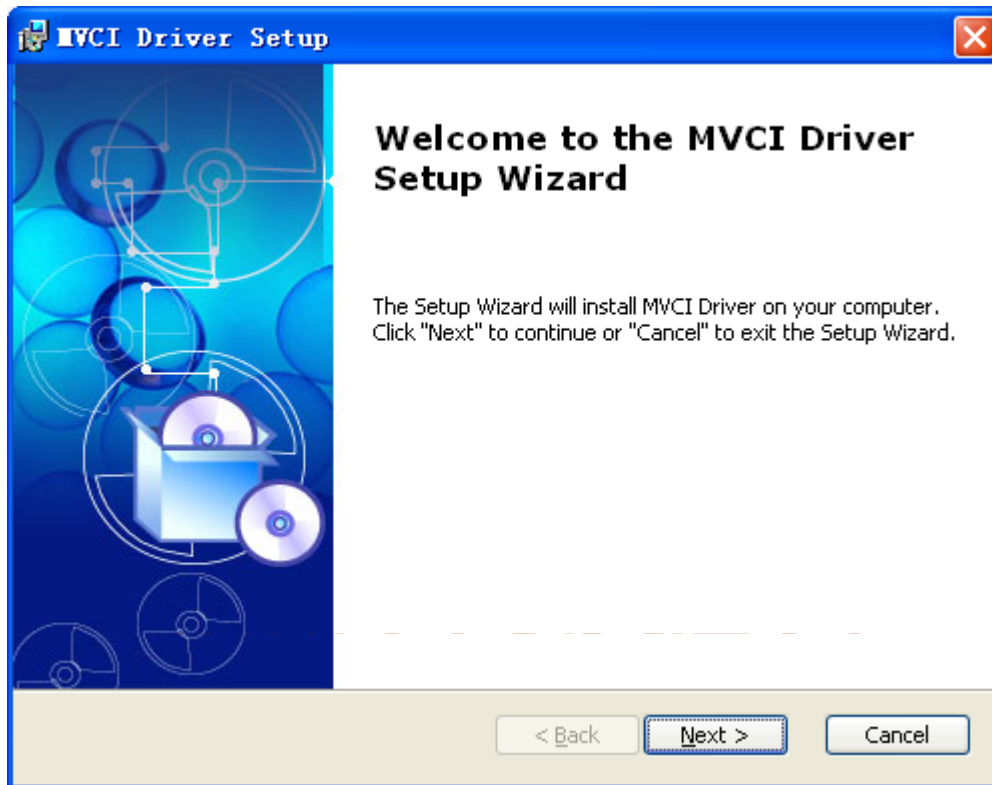 MVCI Driver Setup
Welcome to the MVCI Driver
Setup Wizard
The Setup Wizard will install MVCI Driver on your computer.
Click "Next" to continue or "Cancel" to exit the Setup Wizard.
< Back
Next >
Cancel